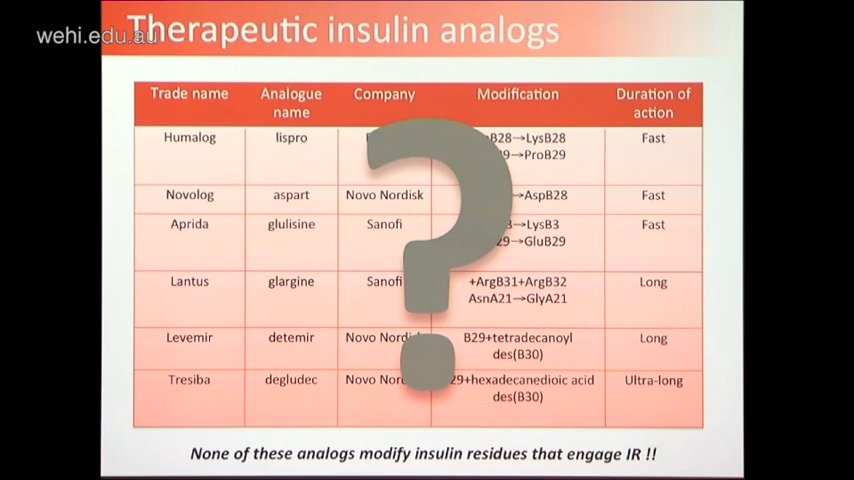 wehi.edu.au
Therapeutic insulin analogs
Trade name Analogue name Company Modification Duration of action
Humalog lispro B28→LysB28 Fast
→ProB29
Novolog aspart Novo Nordisk →AspB28 Fast
Aprida glulisine Sanofi →LysB3 Fast
→GluB29
Lantus glargine Sanofi +ArgB31+ArgB32 Long
AsnA21→GlyA21
Levemir detemir Novo B29+tetradecanoyl Long
des(B30)
Tresiba degludec Novo +hexadecanedioic acid Ultra-long
des(B30)
?
None of these analogs modify insulin residues that engage IR !!